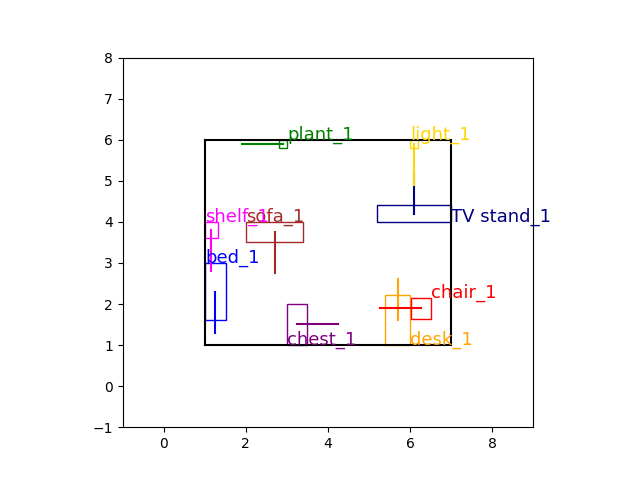 8
7
6
5
4
3
2
1
0
−1
plant_1
light_1
shelf_1
sofa_1
TV stand_1
bed_1
chair_1
chest_1
desk_1
0
2
4
6
8